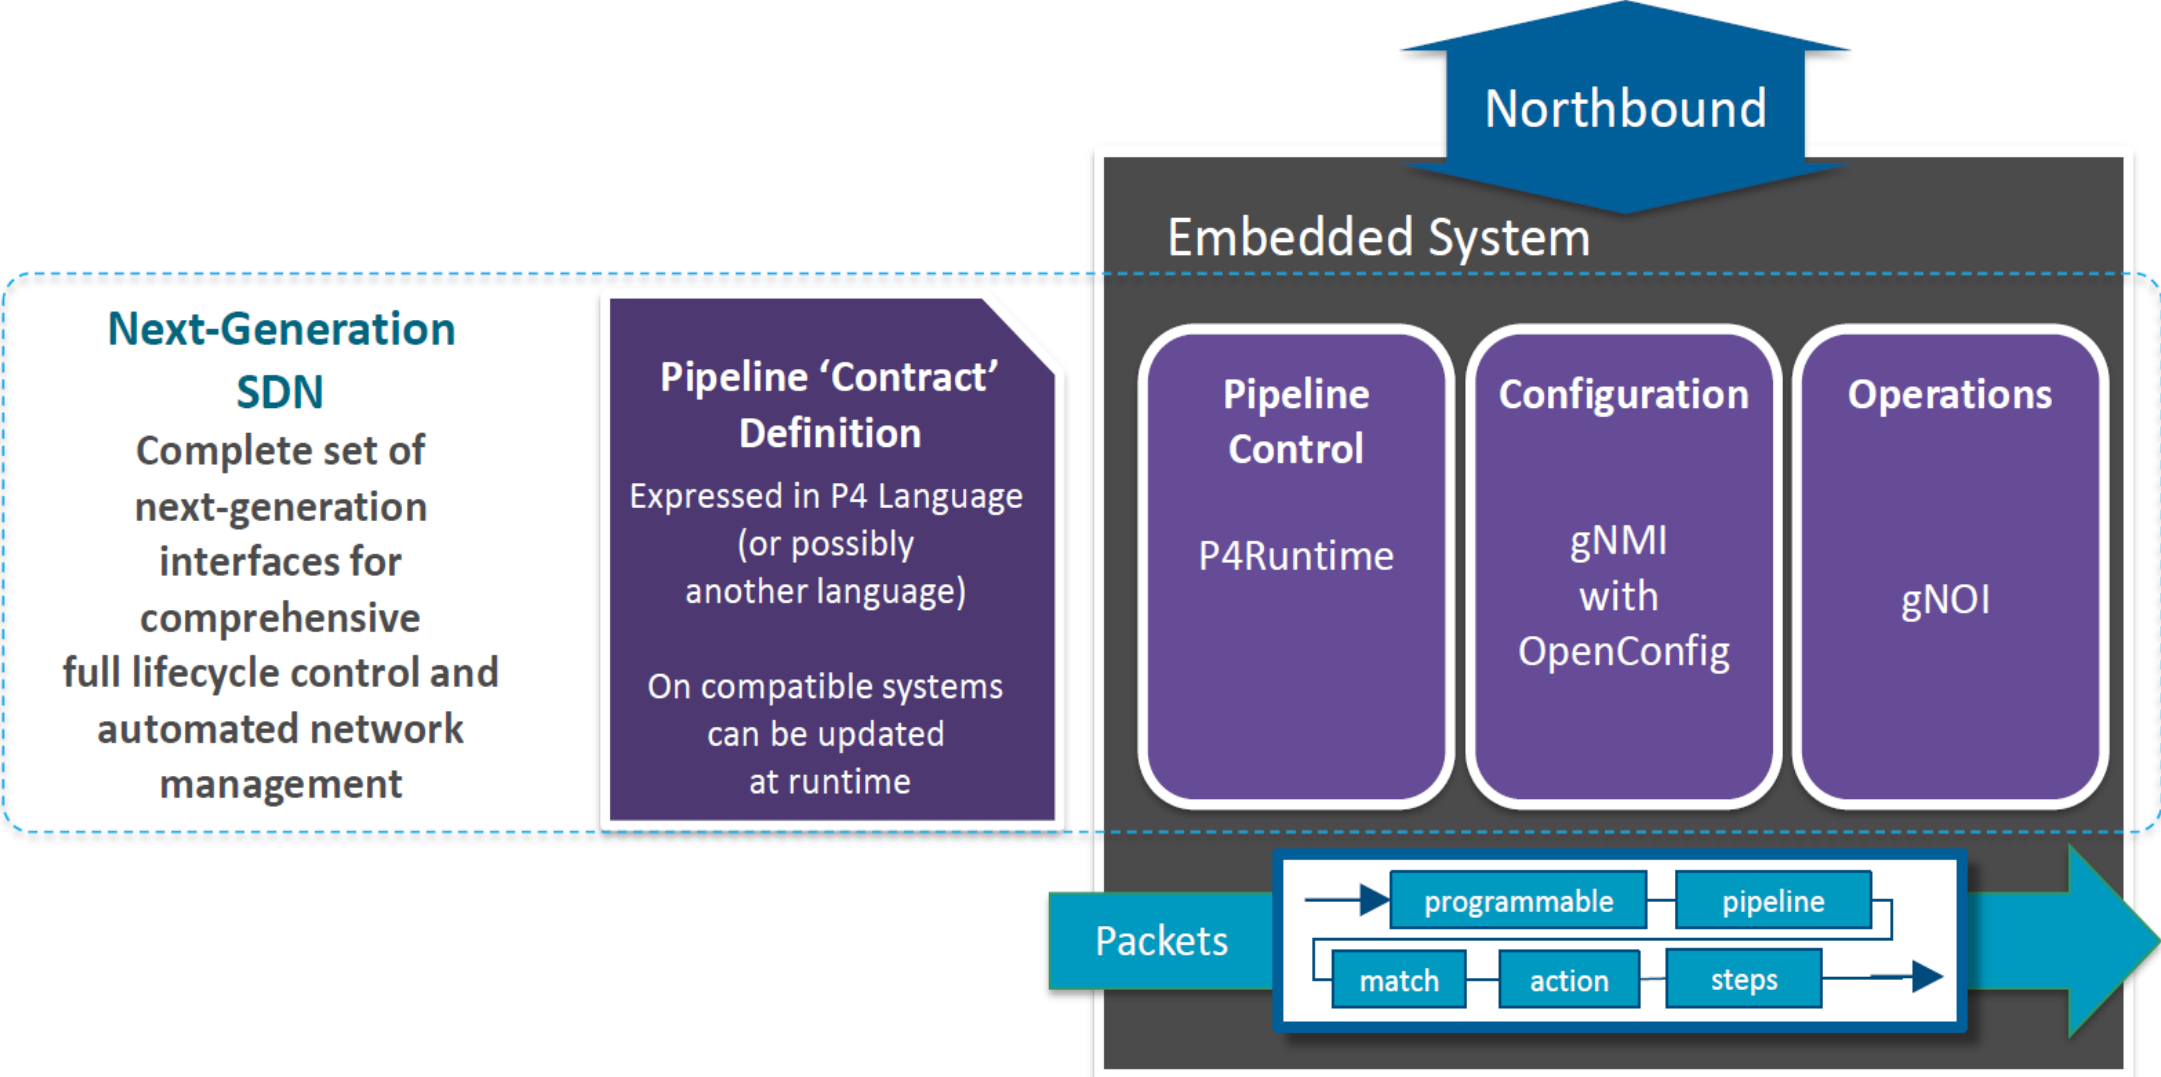 Northbound
Embedded System
Next-Generation
SDN
Complete set of
next-generation
interfaces for
comprehensive
full lifecycle control and
automated network
management
Pipeline ‘Contract’
Definition
Expressed in P4 Language
(or possibly
another language)
On compatible systems
can be updated
at runtime
Pipeline
Control
P4Runtime
Configuration
gNMI
with
OpenConfig
Operations
gNOI
Packets
programmable
pipeline
match
action
steps